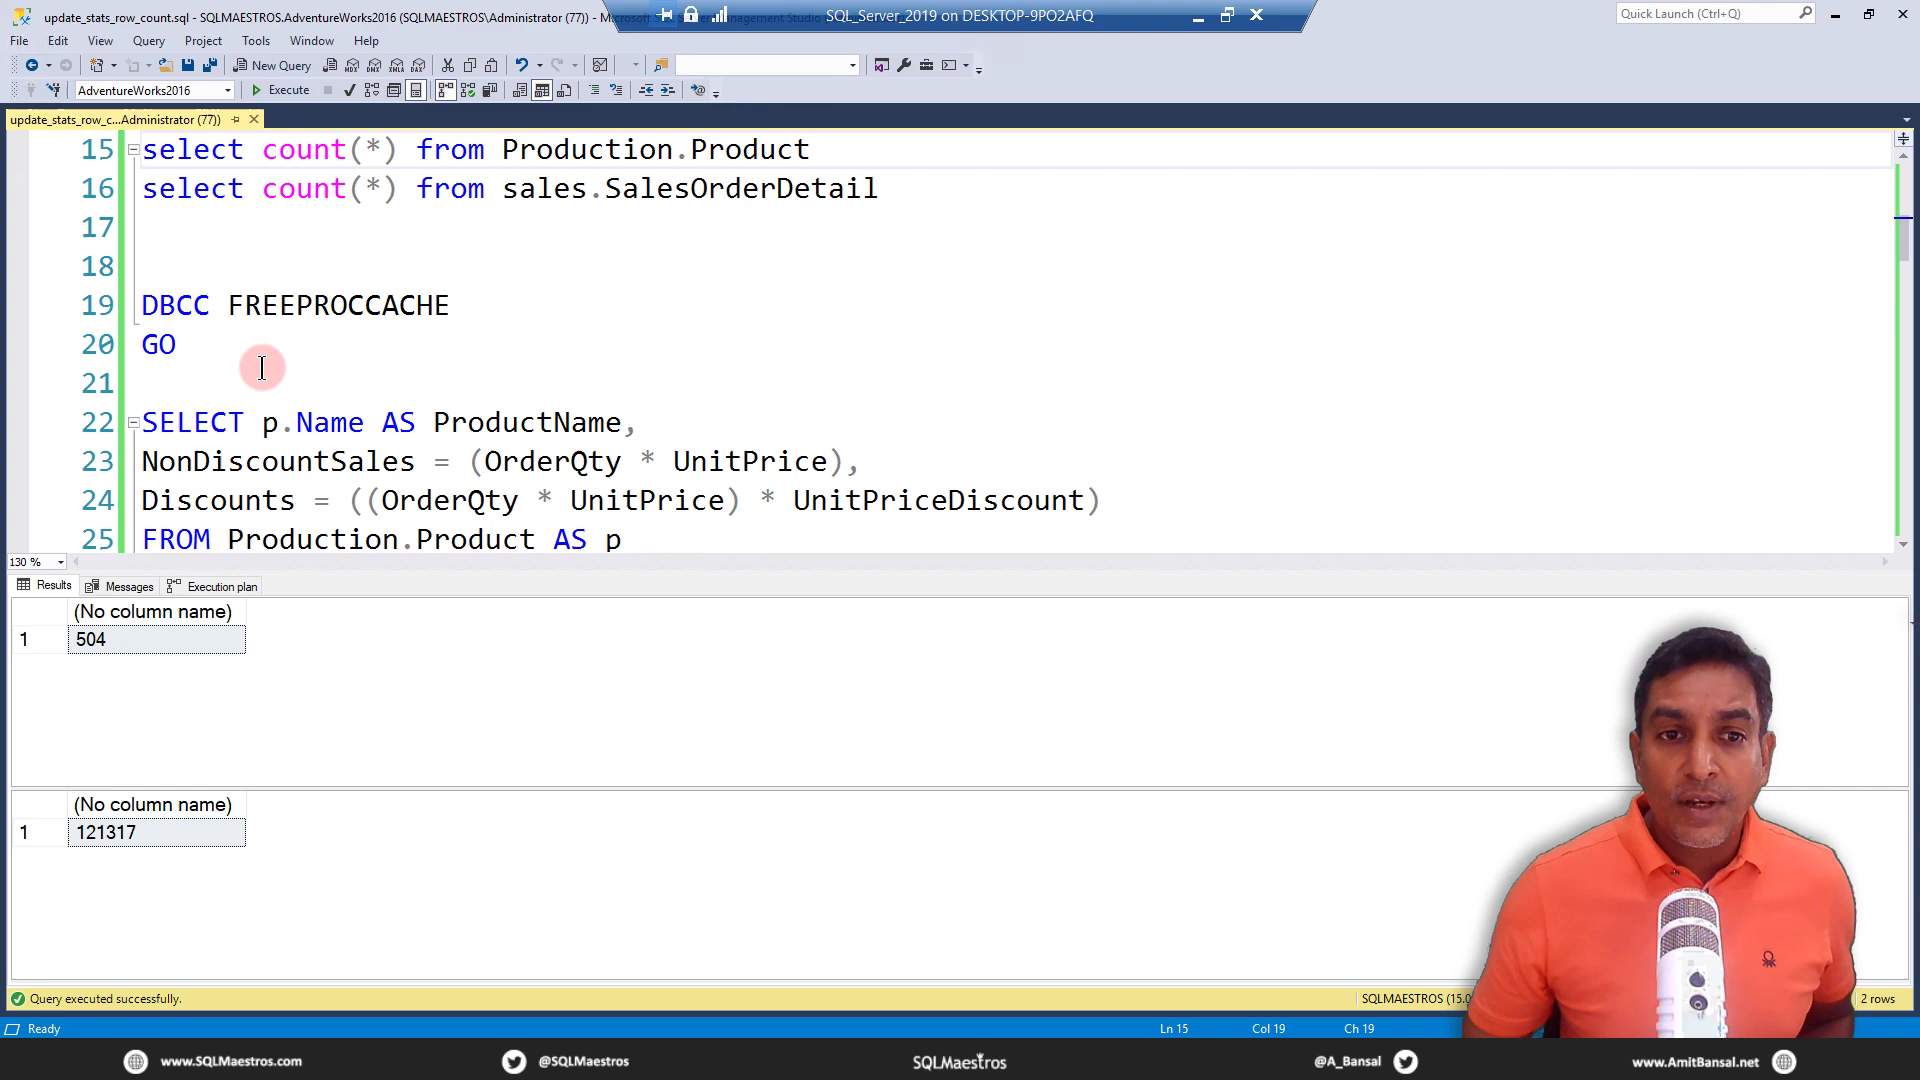 update_stats_row_count.sql - SQLMAESTROS.AdventureWorks2016 (SQLMAESTROS\Administrator (77)) - M
SQL_Server_2019 on DESKTOP-9PO2AFQ
Quick Launch (Ctrl+Q)
File Edit View Query Project Tools Window Help
New Query
AdventureWorks2016
Execute
update_stats_row_c...Administrator (77))
15 select count(*) from Production.Product
16 select count(*) from sales.SalesOrderDetail
17
18
19 DBCC FREEPROCCACHE
20 GO
21
22 SELECT p.Name AS ProductName,
23 NonDiscountSales = (OrderQty * UnitPrice),
24 Discounts = ((OrderQty * UnitPrice) * UnitPriceDiscount)
25 FROM Production.Product AS p
130 %
Results Messages Execution plan
(No column name)
1 504
(No column name)
1 121317
Query executed successfully.
SQLMAESTROS (15.0
2 rows
Ready
Ln 15 Col 19 Ch 19
www.SQLMaestros.com @SQLMaestros SQLMaestros @A_Bansal www.AmitBansal.net